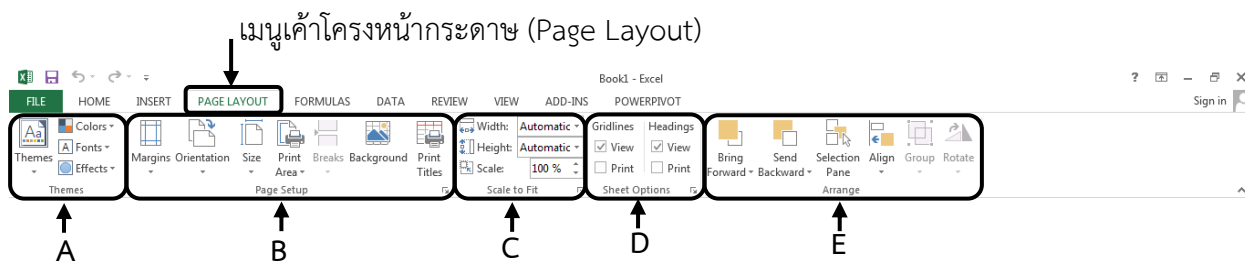 เมนูเค้าโครงหน้ากระดาษ (Page Layout)
Book1 - Excel
FILE HOME INSERT PAGE LAYOUT FORMULAS DATA REVIEW VIEW ADD-INS POWERPIVOT Sign in
Aa Colors Margins Orientation Size Print Breaks Background Print Width: Automatic Gridlines Headings Bring Send Selection Align Group Rotate
Themes A Fonts Area Titles Height: Automatic View View Forward Backward Pane
Effects Scale: 100 % Print Print
Themes Page Setup Scale to Fit Sheet Options Arrange
A B C D E